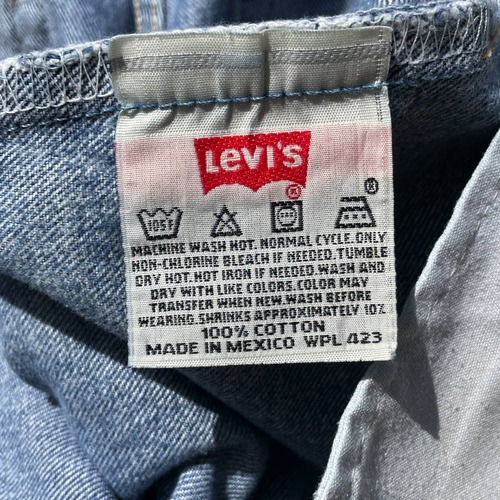 Levi's
®
®
105F
MACHINE WASH HOT. NORMAL CYCLE.ONLY
NON-CHLORINE BLEACH IF NEEDED.TUMBLE
DRY HOT.HOT IRON IF NEEDED.WASH AND
DRY WITH LIKE COLORS.COLOR MAY
TRANSFER WHEN NEW.WASH BEFORE
WEARING.SHRINKS APPROXIMATELY 10%
100% COTTON
MADE IN MEXICO WPL 423